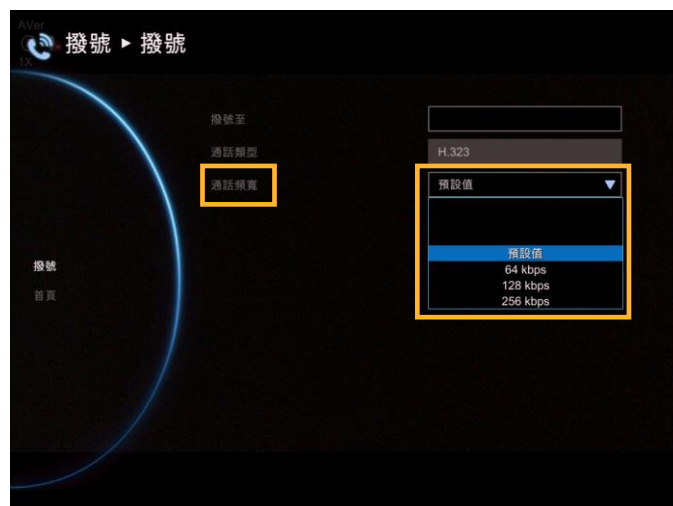 AVer
撥號 ▸ 撥號
1X
撥號至
通話類型
H.323
通話頻寬
預設值
預設值
64 kbps
128 kbps
256 kbps
撥號
首頁